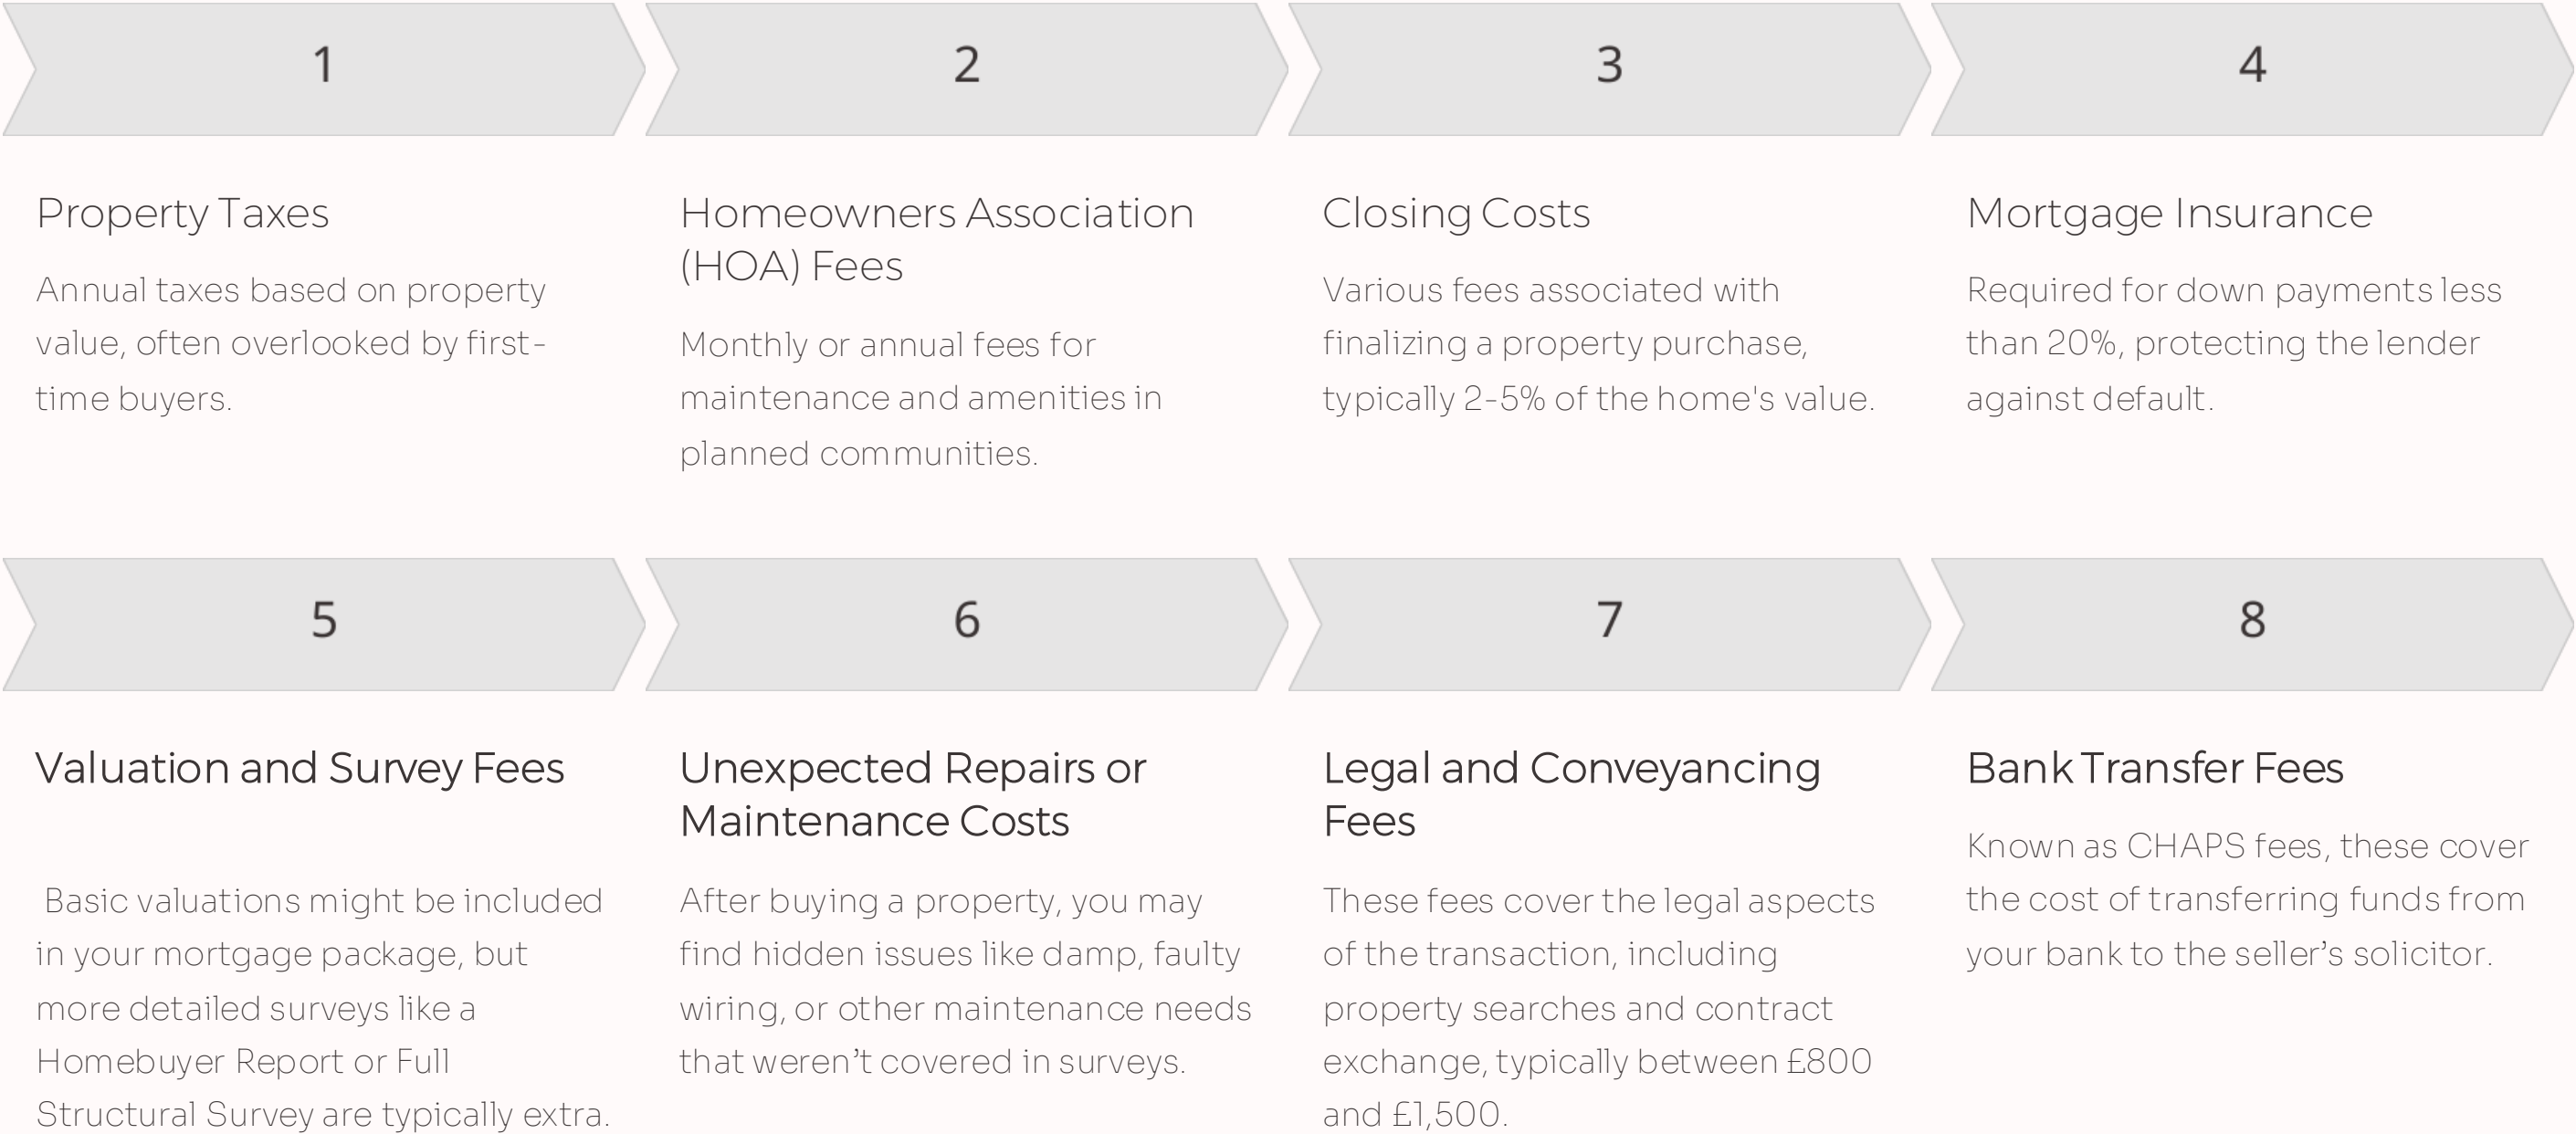 1
Property Taxes
Annual taxes based on property
value, often overlooked by first-
time buyers.
2
Homeowners Association
(HOA) Fees
Monthly or annual fees for
maintenance and amenities in
planned communities.
3
Closing Costs
Various fees associated with
finalizing a property purchase,
typically 2-5% of the home's value.
4
Mortgage Insurance
Required for down payments less
than 20%, protecting the lender
against default.
5
Valuation and Survey Fees
Basic valuations might be included
in your mortgage package, but
more detailed surveys like a
Homebuyer Report or Full
Structural Survey are typically extra.
6
Unexpected Repairs or
Maintenance Costs
After buying a property, you may
find hidden issues like damp, faulty
wiring, or other maintenance needs
that weren’t covered in surveys.
7
Legal and Conveyancing
Fees
These fees cover the legal aspects
of the transaction, including
property searches and contract
exchange, typically between £800
and £1,500.
8
Bank Transfer Fees
Known as CHAPS fees, these cover
the cost of transferring funds from
your bank to the seller’s solicitor.